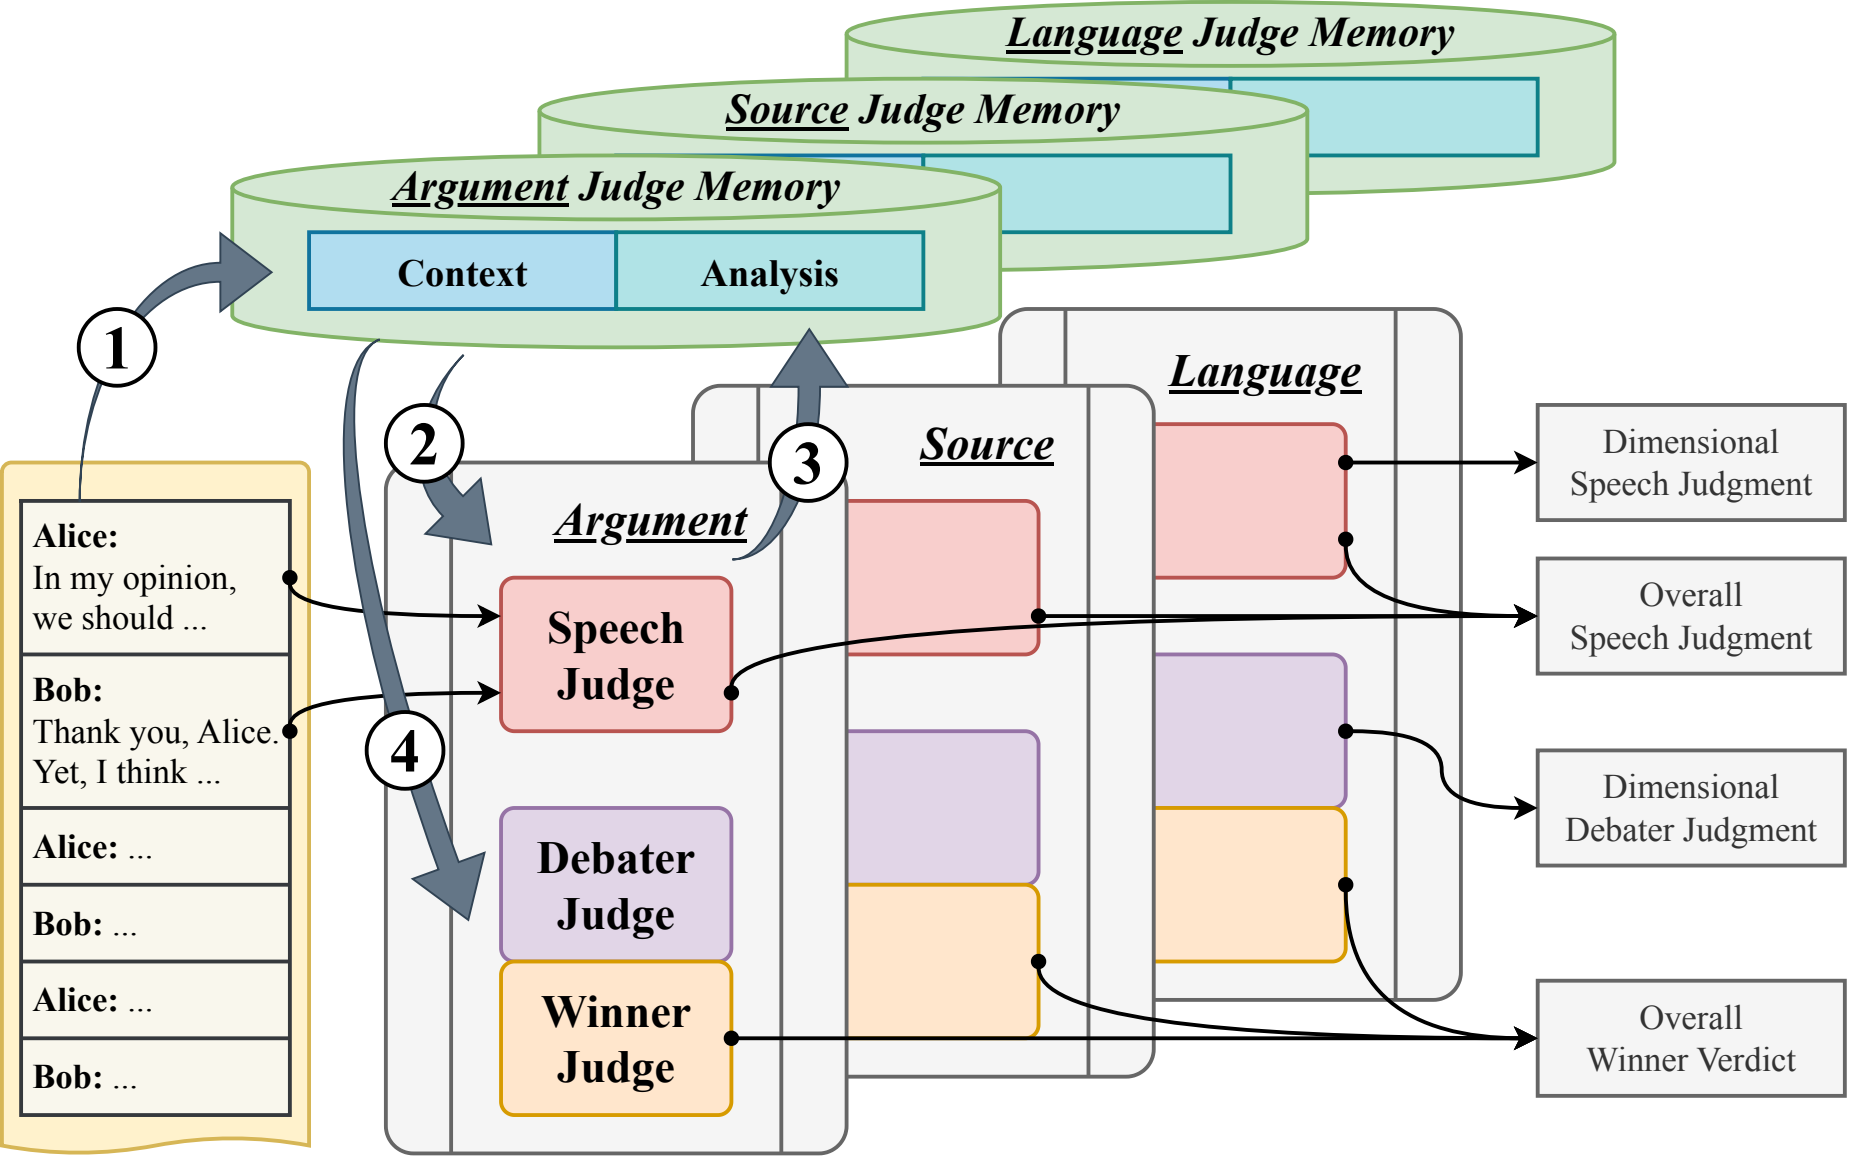 Language Judge Memory
Source Judge Memory
Argument Judge Memory
Context
Analysis
1
2
3
4
Alice:
In my opinion,
we should ...
Bob:
Thank you, Alice.
Yet, I think ...
Alice: ...
Bob: ...
Alice: ...
Bob: ...
Argument
Speech
Judge
Debater
Judge
Winner
Judge
Source
Language
Dimensional
Speech Judgment
Overall
Speech Judgment
Dimensional
Debater Judgment
Overall
Winner Verdict